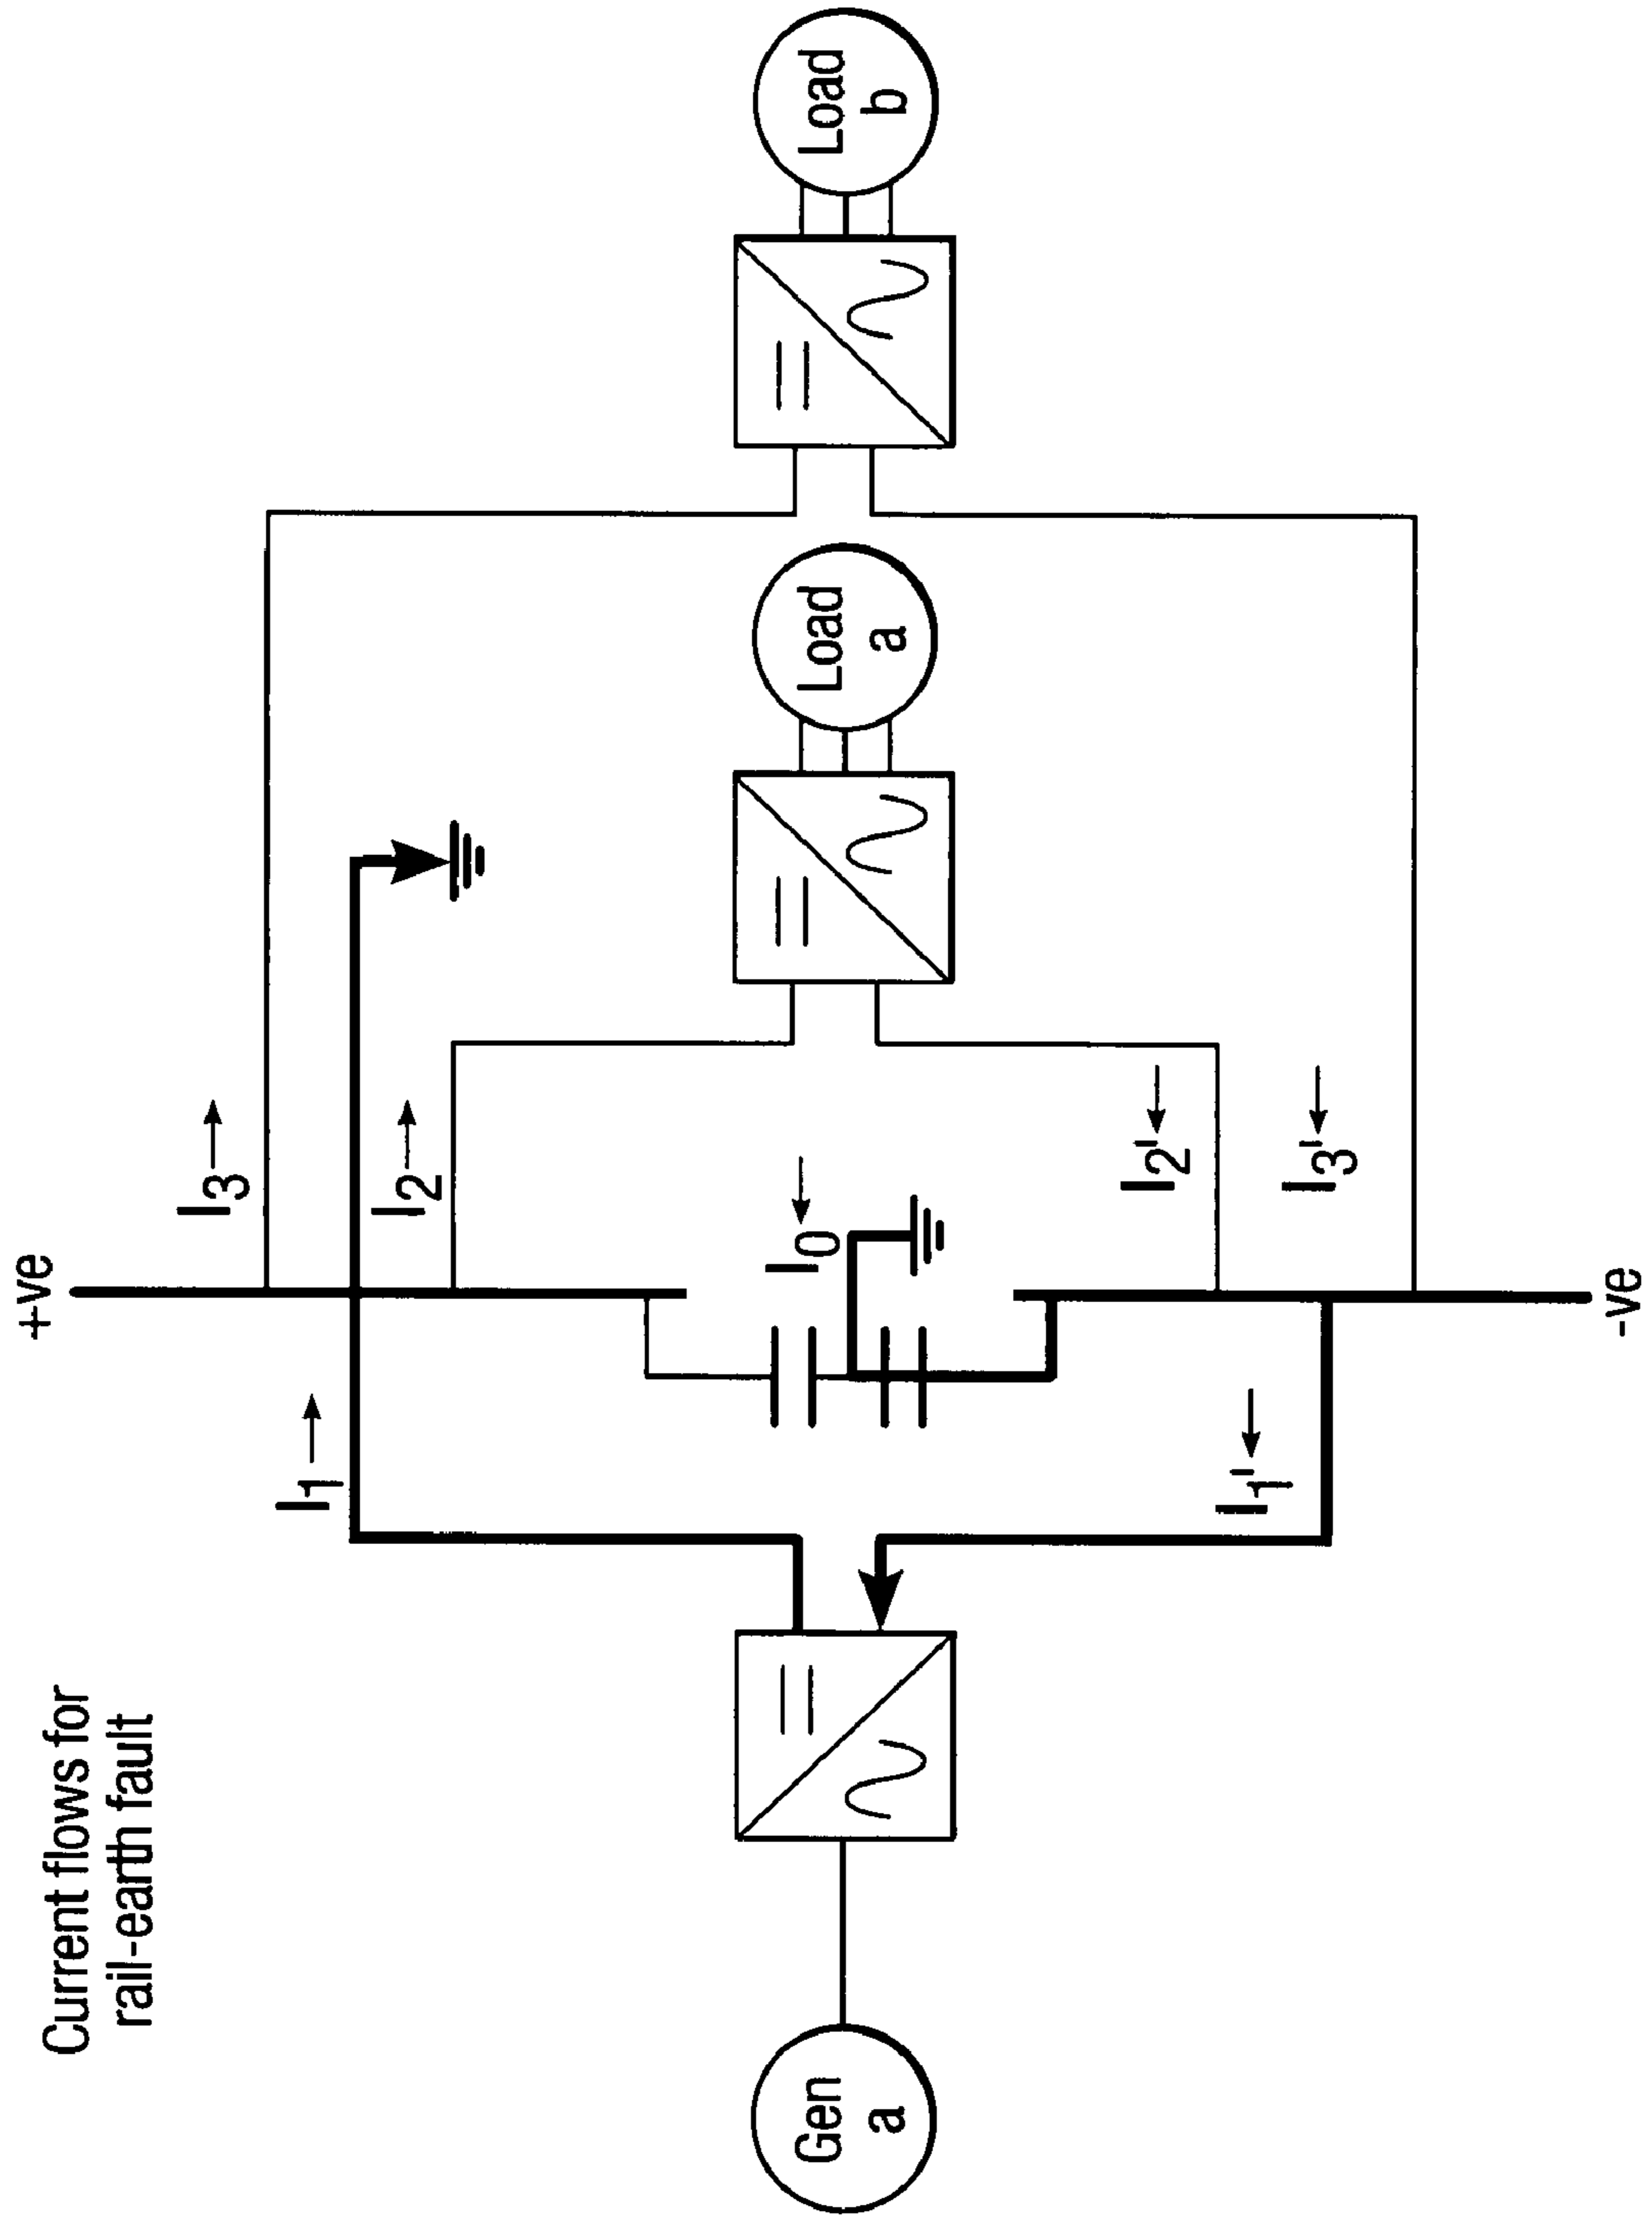 Current flows for
rail-earth fault
+ve
I3
I1
I2
I0
I2'
I1'
I3'
-ve
Gen
a
Load
a
Load
b